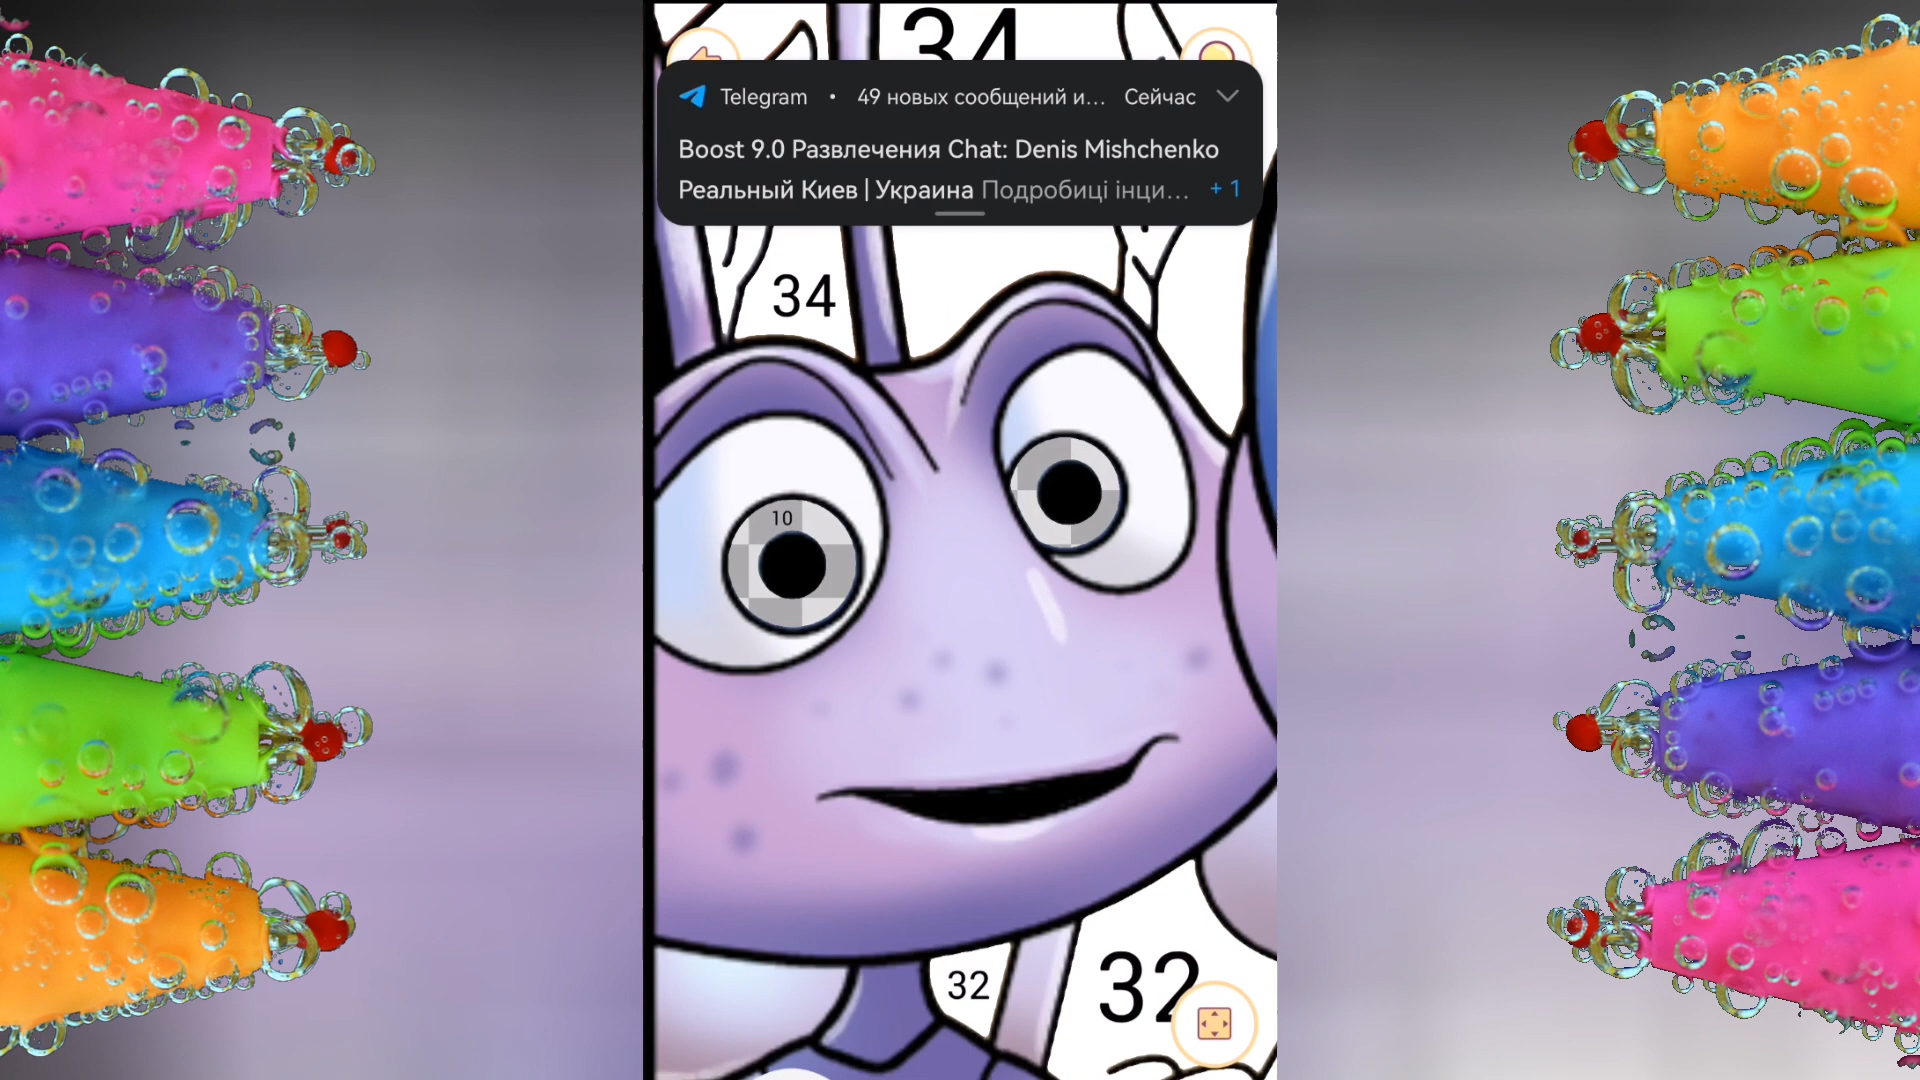 34
Telegram • 49 новых сообщений и... Сейчас
Boost 9.0 Развлечения Chat: Denis Mishchenko
Реальный Киев | Украина Подробиці інци... + 1
34
10
32
32